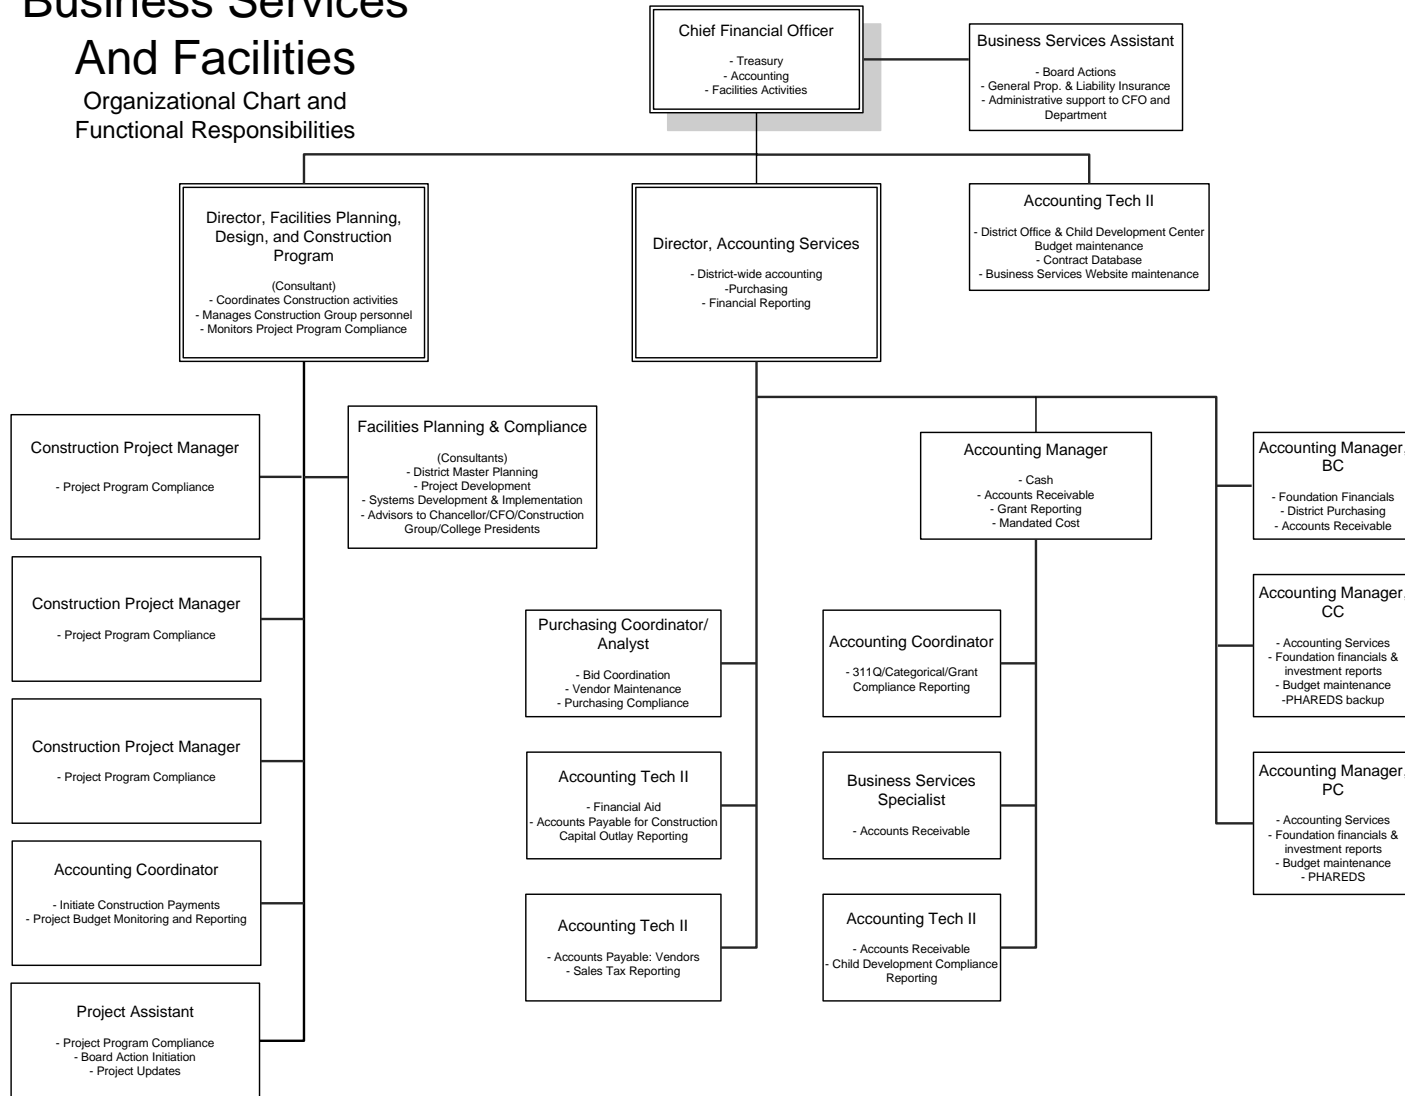 Business Services
And Facilities
Organizational Chart and
Functional Responsibilities
Chief Financial Officer
- Treasury
- Accounting
- Facilities Activities
Business Services Assistant
- Board Actions
- General Prop. & Liability Insurance
- Administrative support to CFO and
Department
Director, Facilities Planning,
Design, and Construction
Program
(Consultant)
- Coordinates Construction activities
- Manages Construction Group personnel
- Monitors Project Program Compliance
Director, Accounting Services
- District-wide accounting
-Purchasing
- Financial Reporting
Accounting Tech II
- District Office & Child Development Center
Budget maintenance
- Contract Database
- Business Services Website maintenance
Construction Project Manager
- Project Program Compliance
Facilities Planning & Compliance
(Consultants)
- District Master Planning
- Project Development
- Systems Development & Implementation
- Advisors to Chancellor/CFO/Construction
Group/College Presidents
Construction Project Manager
- Project Program Compliance
Construction Project Manager
- Project Program Compliance
Accounting Coordinator
- Initiate Construction Payments
- Project Budget Monitoring and Reporting
Project Assistant
- Project Program Compliance
- Board Action Initiation
- Project Updates
Purchasing Coordinator/
Analyst
- Bid Coordination
- Vendor Maintenance
- Purchasing Compliance
Accounting Tech II
- Financial Aid
- Accounts Payable for Construction
Capital Outlay Reporting
Accounting Tech II
- Accounts Payable: Vendors
- Sales Tax Reporting
Accounting Manager
- Cash
- Accounts Receivable
- Grant Reporting
- Mandated Cost
Accounting Coordinator
- 311Q/Categorical/Grant
Compliance Reporting
Business Services
Specialist
- Accounts Receivable
Accounting Tech II
- Accounts Receivable
- Child Development Compliance
Reporting
Accounting Manager,
BC
- Foundation Financials
- District Purchasing
- Accounts Receivable
Accounting Manager,
CC
- Accounting Services
- Foundation financials &
investment reports
- Budget maintenance
-PHAREDS backup
Accounting Manager,
PC
- Accounting Services
- Foundation financials &
investment reports
- Budget maintenance
- PHAREDS